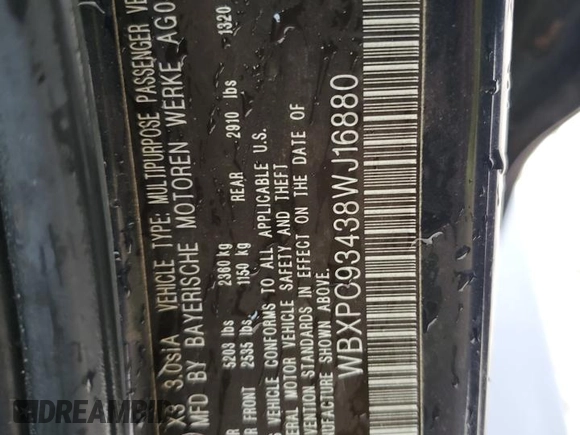 X3 3.0SIA VEHICLE TYPE: MULTIPURPOSE PASSENGER VE
MFD BY BAYERISCHE MOTOREN WERKE AG
5203 lbs 2360 kg
FRONT 2535 lbs 1150 kg REAR 2910 lbs 1320
VEHICLE CONFORMS TO ALL APPLICABLE U.S.
MOTOR VEHICLE SAFETY AND THEFT
STANDARDS IN EFFECT ON THE DATE OF
MANUFACTURE SHOWN ABOVE.
WBXPC93438WJ16880
DREAMBID